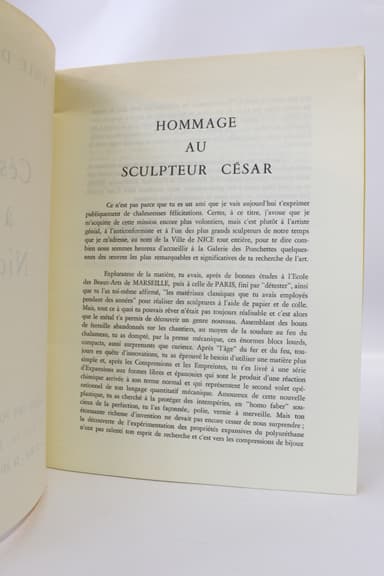 HOMMAGE
AU
SCULPTEUR CÉSAR
Ce n'est pas parce que tu es un ami que je vais aujourd'hui t'exprimer
publiquement de chaleureuses félicitations. Certes, à ce titre, j'avoue que je
m'acquitte de cette mission encore plus volontiers, mais c'est plutôt à l'artiste
génial, à l'anticonformiste et à l'un des plus grands sculpteurs de notre temps
que je m'adresse, au nom de la Ville de NICE tout entière, pour te dire com-
bien nous sommes heureux d'accueillir à la Galerie des Ponchettes quelques-
unes des œuvres les plus remarquables et significatives de ta recherche de l'art.
Explorateur de la matière, tu avais, après de bonnes études à l'Ecole
des Beaux-Arts de MARSEILLE, puis à celle de PARIS, fini par "détester", ainsi
que tu l'as toi-même affirmé, "les matériaux classiques que tu avais employés
pendant des années" pour réaliser des sculptures à l'aide de papier et de colle.
Mais, tout ce à quoi tu pouvais rêver n'était pas toujours réalisable et c'est alors
que le métal t'a permis de découvrir un genre nouveau. Assemblant des bouts
de ferraille abandonnés sur les chantiers, au moyen de la soudure au feu du
chalumeau, tu as dompté, par la presse mécanique, ces énormes blocs lourds,
compacts, aussi surprenants que curieux. Après "l'âge" du fer et du feu, tou-
jours en quête d'innovations, tu as éprouvé le besoin d'utiliser une matière plus
simple et, après les Compressions et les Empreintes, tu t'es livré à une série
d'Expansions aux formes libres et épanouies qui sont le produit d'une réaction
chimique arrivée à son terme normal et qui représentent le second volet opé-
rationnel de ton langage quantitatif mécanique. Amoureux de cette nouvelle
plastique, tu as cherché à la protéger des intempéries, en "homo faber" sou-
cieux de la perfection, tu l'as façonnée, polie, vernie à merveille. Mais ton
étonnante richesse d'invention ne devait pas encore cesser de nous surprendre ;
la découverte de l'expérimentation des propriétés expansives du polyuréthane
n'ont pas ralenti ton esprit de recherche et c'est vers les compressions de bijoux